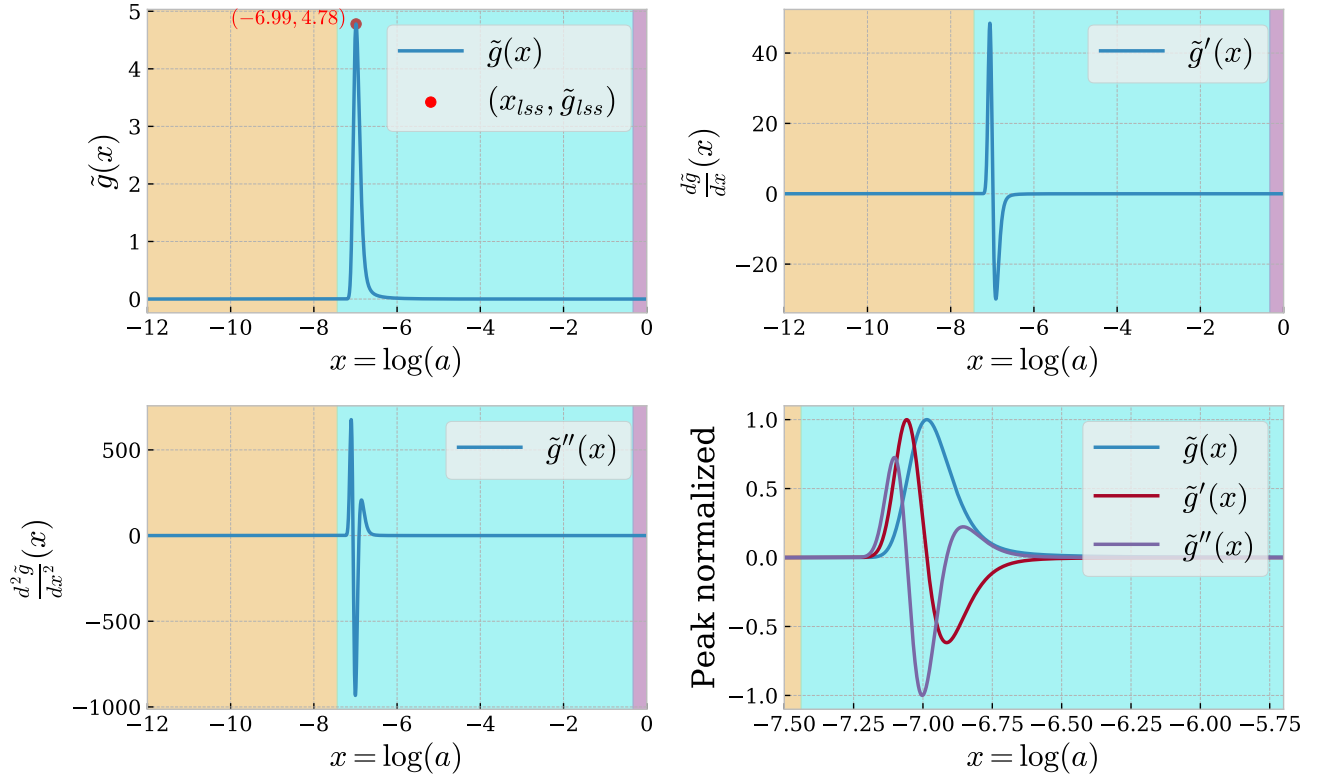 (−6.99, 4.78)
g̃(x)
(x_lss, g̃_lss)
g̃(x)
5
4
3
2
1
0
−12 −10 −8 −6 −4 −2 0
x = log(a)
g̃′(x)
dg̃/dx (x)
40
20
0
−20
−12 −10 −8 −6 −4 −2 0
x = log(a)
g̃′′(x)
d²g̃/dx² (x)
500
0
−500
−1000
−12 −10 −8 −6 −4 −2 0
x = log(a)
g̃(x)
g̃′(x)
g̃′′(x)
Peak normalized
1.0
0.5
0.0
−0.5
−1.0
−7.50 −7.25 −7.00 −6.75 −6.50 −6.25 −6.00 −5.75
x = log(a)